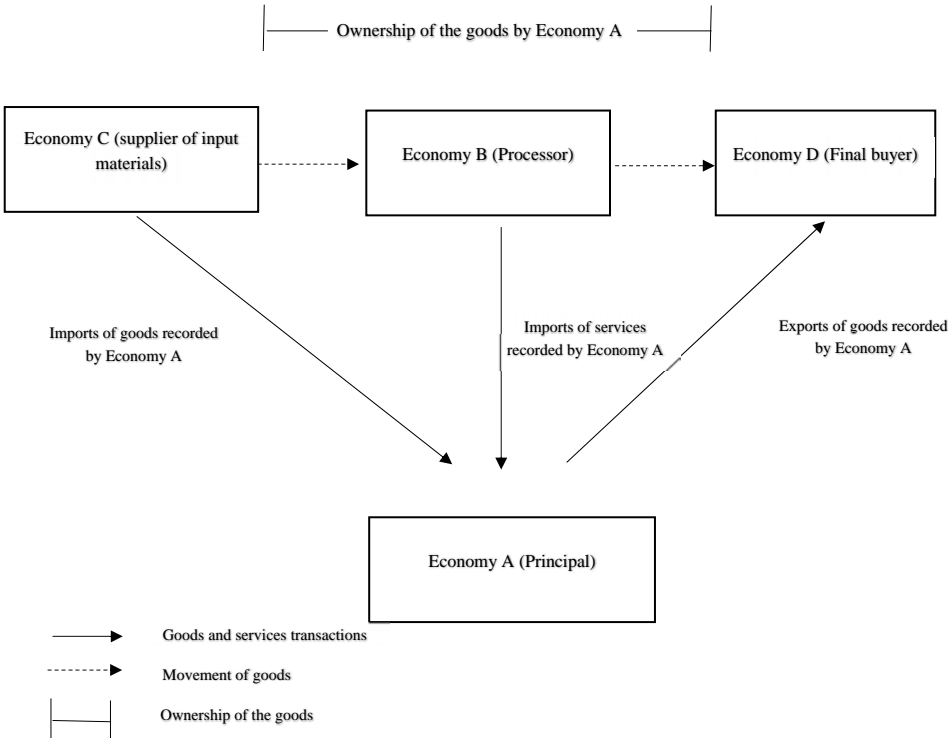 Ownership of the goods by Economy A
Economy C (supplier of input
materials)
Economy B (Processor)
Economy D (Final buyer)
Imports of goods recorded
by Economy A
Imports of services
recorded by Economy A
Exports of goods recorded
by Economy A
Economy A (Principal)
Goods and services transactions
Movement of goods
Ownership of the goods